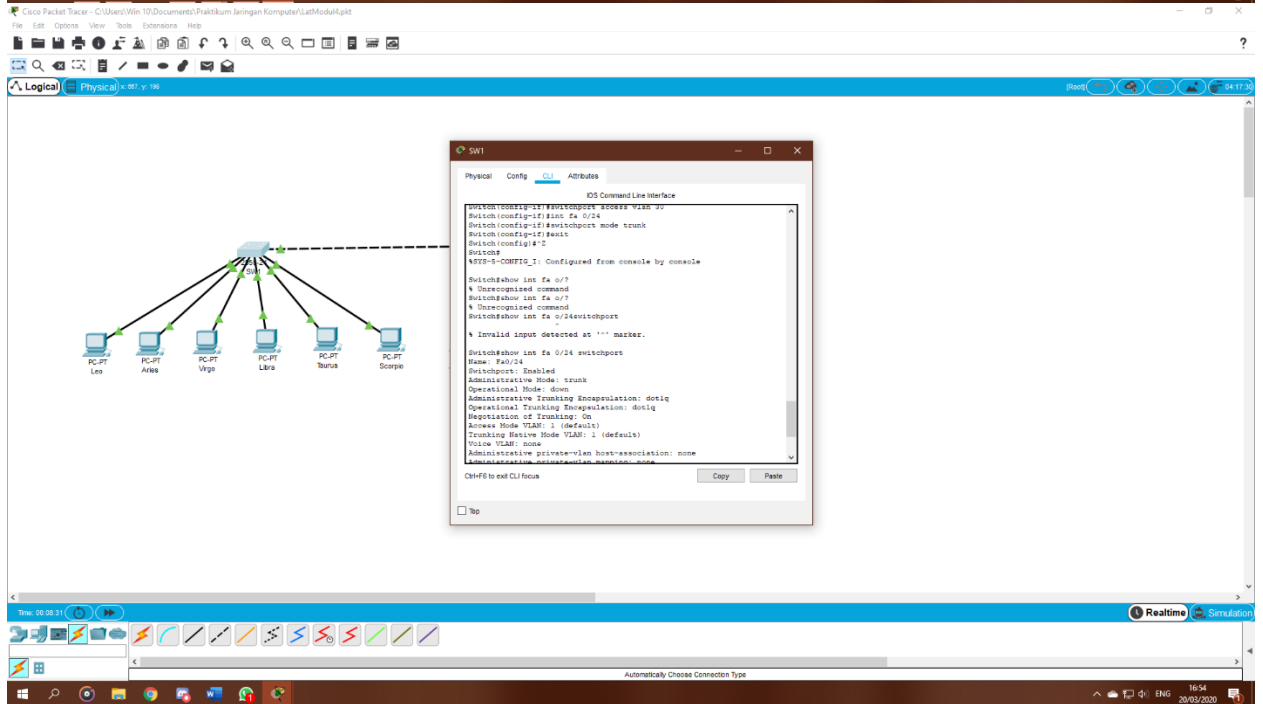 Cisco Packet Tracer - C:\Users\Win 10\Documents\Praktikum Jaringan Komputer\LatModul4.pkt
File Edit Options View Tools Extensions Help
?
Logical Physical x: 667, y: 196
[Root] 04:17:30
SW1
Physical Config CLI Attributes
IOS Command Line Interface
Switch(config-if)#switchport access vlan 30
Switch(config-if)#int fa 0/24
Switch(config-if)#switchport mode trunk
Switch(config-if)#exit
Switch(config)#^Z
Switch#
%SYS-5-CONFIG_I: Configured from console by console
Switch#show int fa o/?
% Unrecognized command
Switch#show int fa o/?
% Unrecognized command
Switch#show int fa o/24switchport
^
% Invalid input detected at '^' marker.
Switch#show int fa 0/24 switchport
Name: Fa0/24
Switchport: Enabled
Administrative Mode: trunk
Operational Mode: down
Administrative Trunking Encapsulation: dot1q
Operational Trunking Encapsulation: dot1q
Negotiation of Trunking: On
Access Mode VLAN: 1 (default)
Trunking Native Mode VLAN: 1 (default)
Voice VLAN: none
Administrative private-vlan host-association: none
Administrative private-vlan mapping: none
Ctrl+F6 to exit CLI focus Copy Paste
Top
SW1
PC-PT
Leo
PC-PT
Aries
PC-PT
Virgo
PC-PT
Libra
PC-PT
Taurus
PC-PT
Scorpio
Time: 00:08:31
Realtime Simulation
Automatically Choose Connection Type
ENG
16:54
20/03/2020